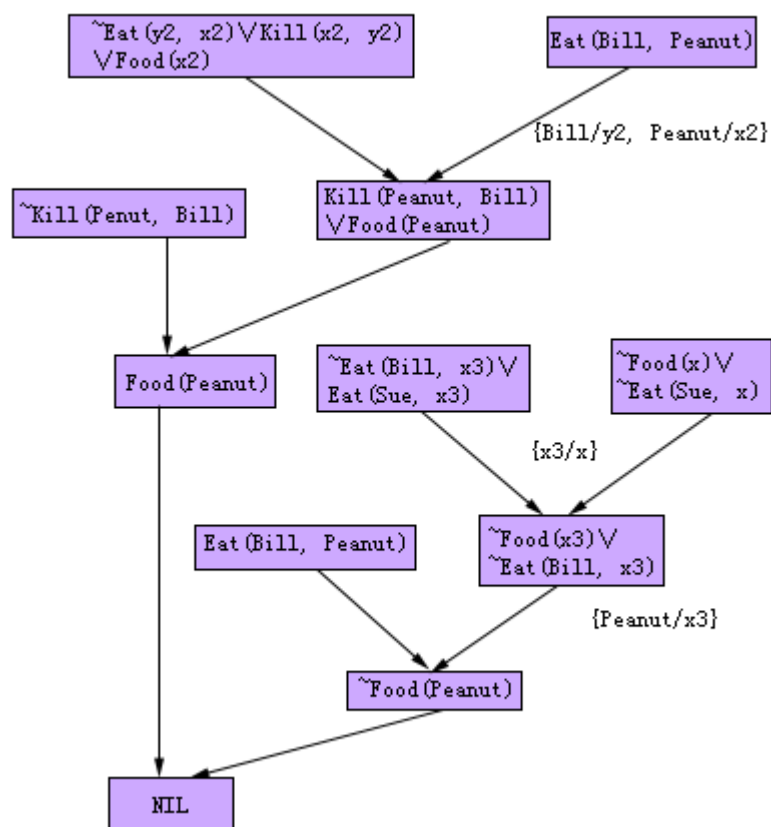 ~Eat(y2, x2)∨Kill(x2, y2)
∨Food(x2)
Eat(Bill, Peanut)
{Bill/y2, Peanut/x2}
~Kill(Penut, Bill)
Kill(Peanut, Bill)
∨Food(Peanut)
Food(Peanut)
~Eat(Bill, x3)∨
Eat(Sue, x3)
~Food(x)∨
~Eat(Sue, x)
{x3/x}
Eat(Bill, Peanut)
~Food(x3)∨
~Eat(Bill, x3)
{Peanut/x3}
~Food(Peanut)
NIL